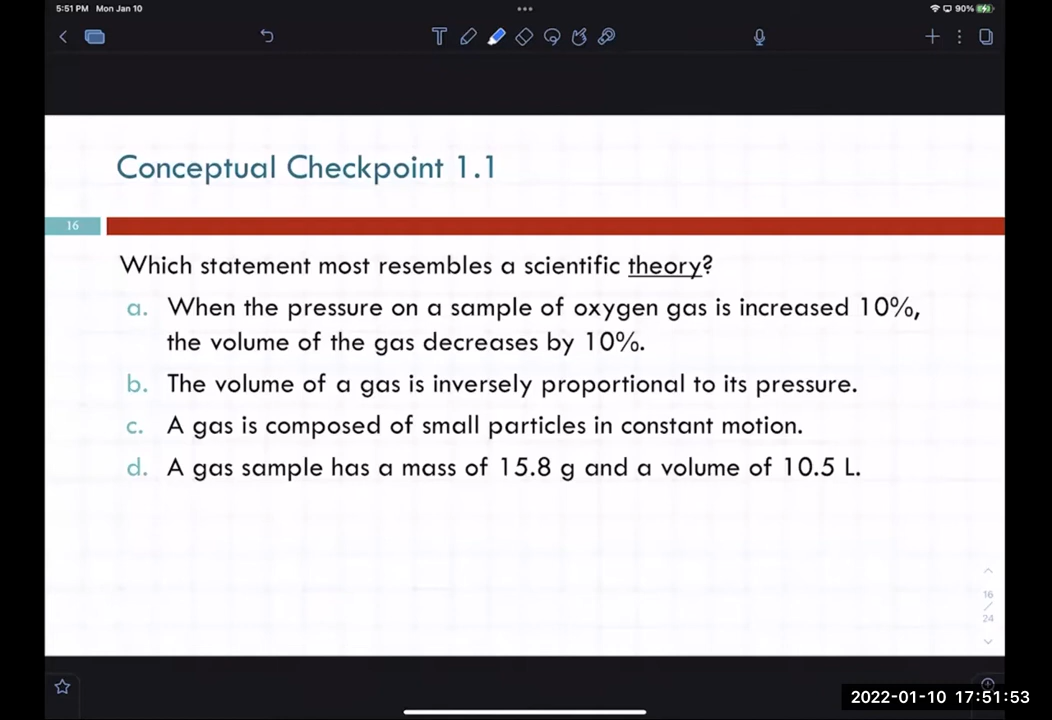 5:51 PM Mon Jan 10
90%
Conceptual Checkpoint 1.1
16
Which statement most resembles a scientific theory?
a. When the pressure on a sample of oxygen gas is increased 10%,
the volume of the gas decreases by 10%.
b. The volume of a gas is inversely proportional to its pressure.
c. A gas is composed of small particles in constant motion.
d. A gas sample has a mass of 15.8 g and a volume of 10.5 L.
16
/
24
2022-01-10 17:51:53